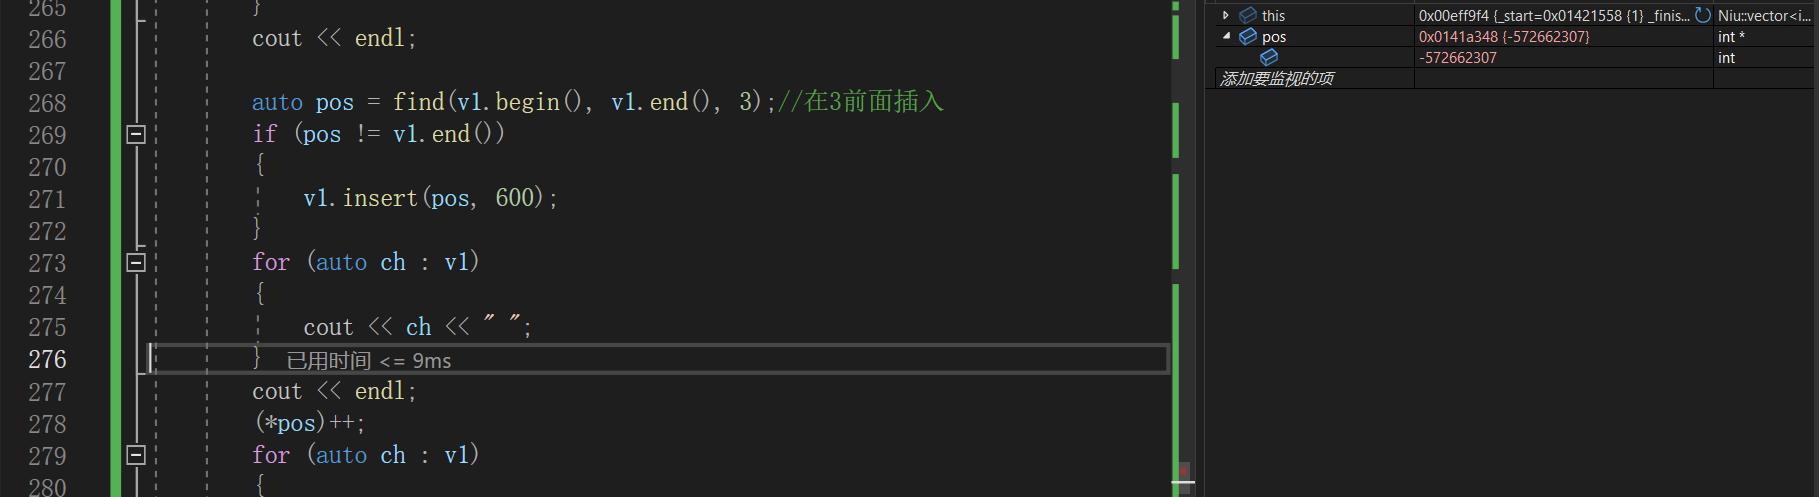 265 }
266 cout << endl;
267
268 auto pos = find(v1.begin(), v1.end(), 3);//在3前面插入
269 if (pos != v1.end())
270 {
271 v1.insert(pos, 600);
272 }
273 for (auto ch : v1)
274 {
275 cout << ch << " ";
276 } 已用时间 <= 9ms
277 cout << endl;
278 (*pos)++;
279 for (auto ch : v1)
280 {
this 0x00eff9f4 {_start=0x01421558 {1} _finis... Niu::vector<i...
pos 0x0141a348 {-572662307} int *
-572662307 int
添加要监视的项